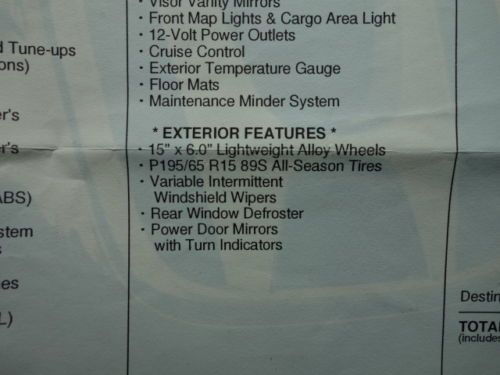 Visor Vanity Mirrors
· Front Map Lights & Cargo Area Light
· 12-Volt Power Outlets
· Cruise Control
· Exterior Temperature Gauge
· Floor Mats
· Maintenance Minder System
* EXTERIOR FEATURES *
· 15" x 6.0" Lightweight Alloy Wheels
· P195/65 R15 89S All-Season Tires
· Variable Intermittent
Windshield Wipers
· Rear Window Defroster
· Power Door Mirrors
with Turn Indicators
d Tune-ups
ons)
er's
r's
ABS)
stem
s
es
L)
Destin
TOTA
(includes